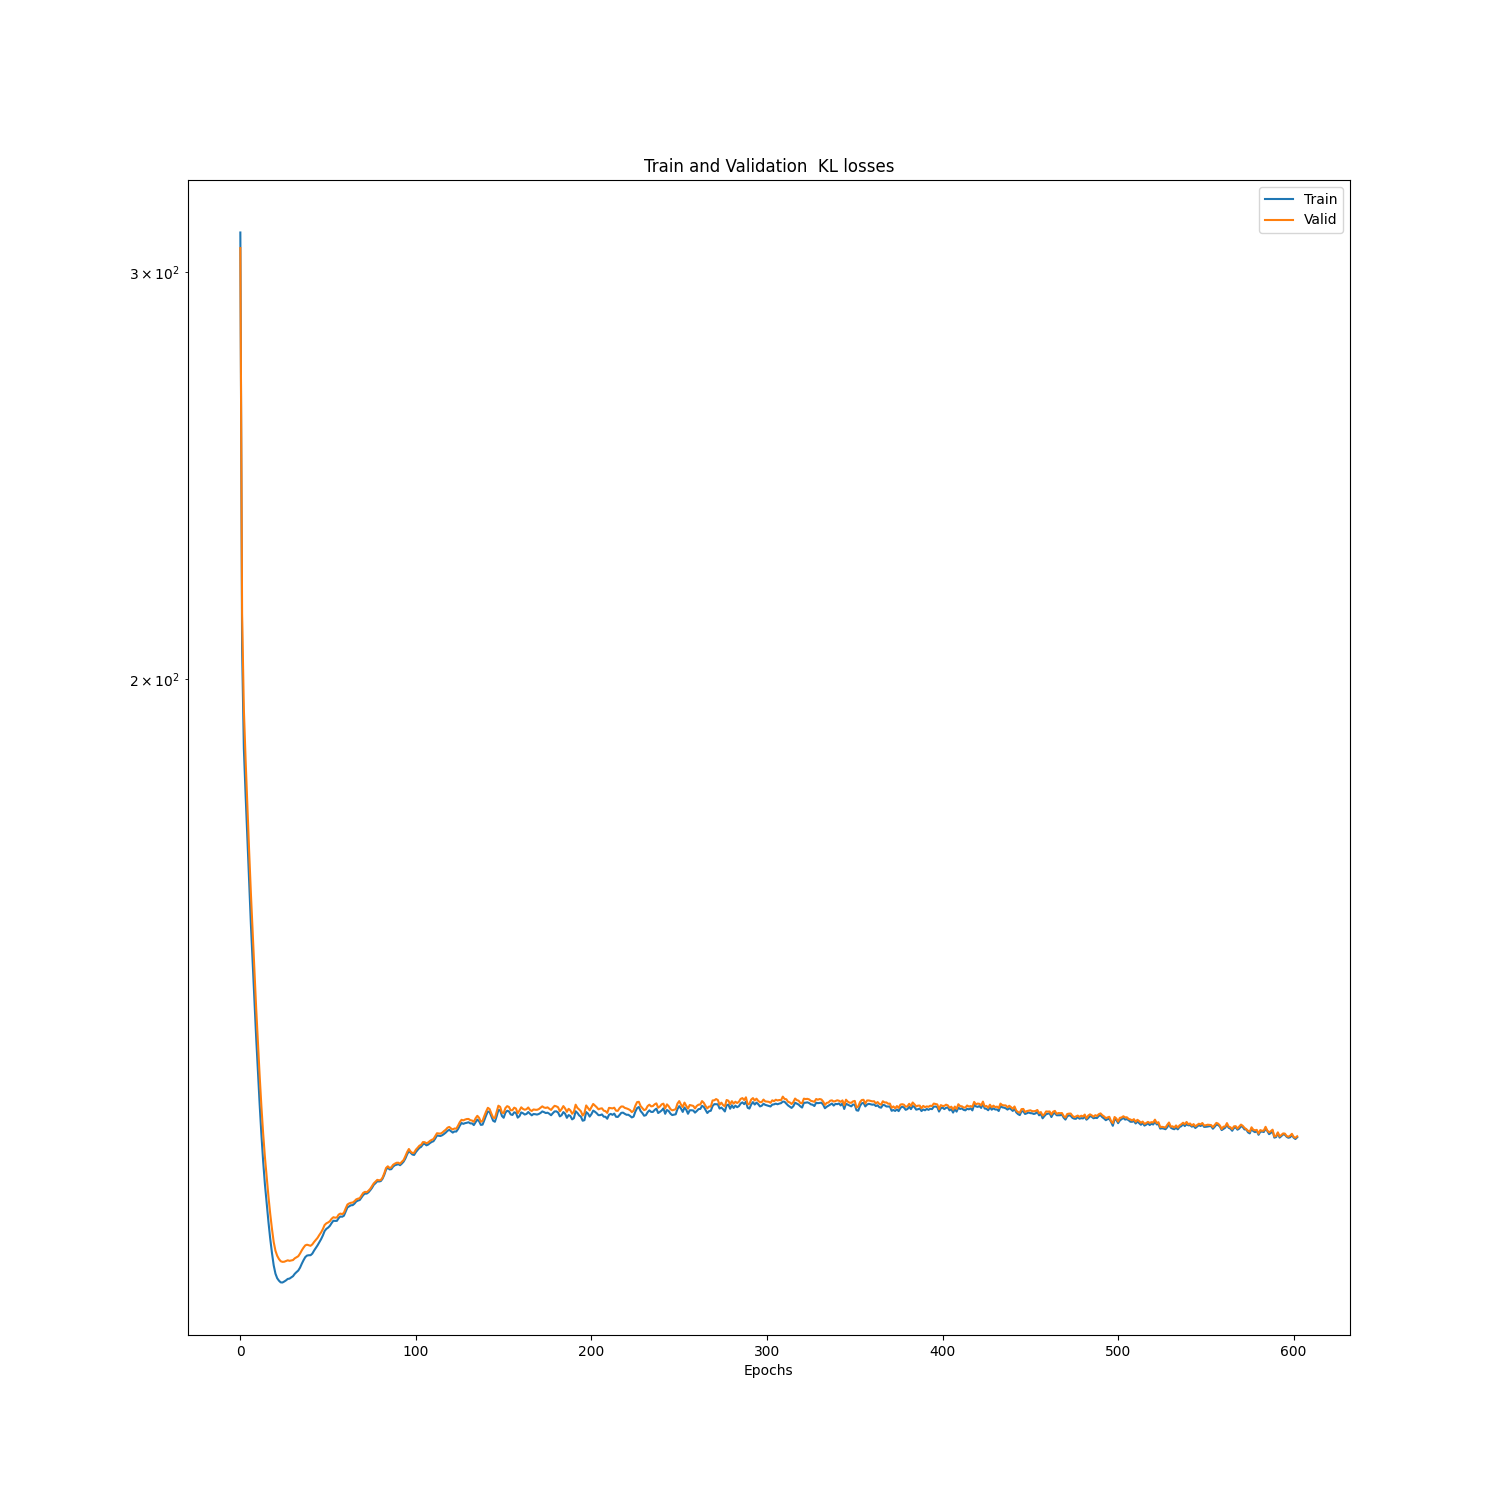 Train and Validation  KL losses
Train
Valid
3 × 10²
2 × 10²
0 100 200 300 400 500 600
Epochs